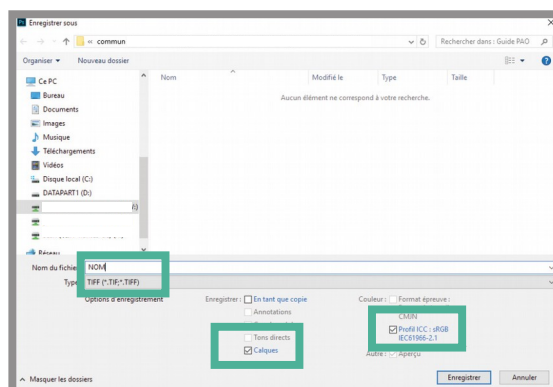 Ps Enregistrer sous
« commun
Rechercher dans : Guide PAO
Organiser
Nouveau dossier
Ce PC
Bureau
Documents
Images
Musique
Téléchargements
Vidéos
Disque local (C:)
DATAPART1 (D:)
Réseau
Nom
Modifié le
Type
Taille
Aucun élément ne correspond à votre recherche.
Nom du fichie
NOM
Type
TIFF (*.TIF;*.TIFF)
Options d'enregistrement
Enregistrer :
En tant que copie
Annotations
Tons directs
Calques
Couleur :
Format épreuve :
CMJN
Profil ICC : sRGB
IEC61966-2.1
Autre :
Aperçu
Masquer les dossiers
Enregistrer
Annuler